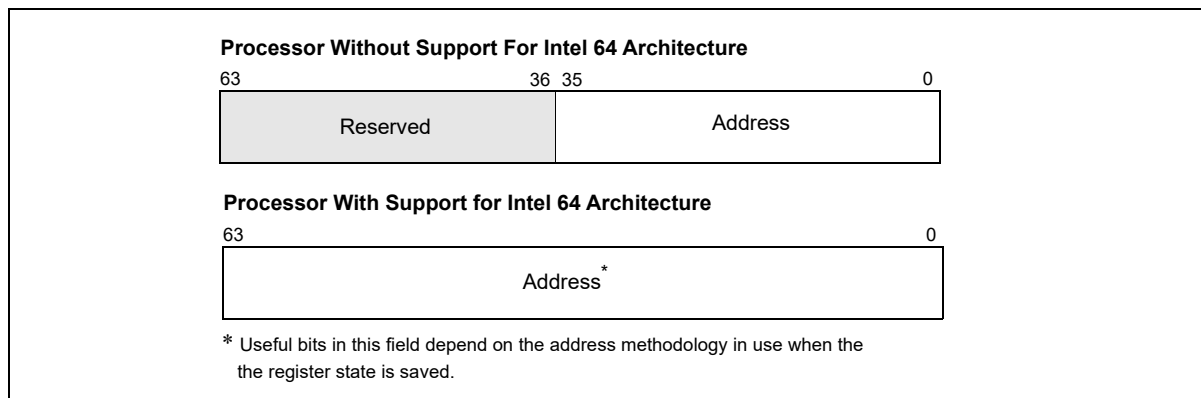 Processor Without Support For Intel 64 Architecture
63 36 35 0
Reserved Address
Processor With Support for Intel 64 Architecture
63 0
Address*
* Useful bits in this field depend on the address methodology in use when the
the register state is saved.